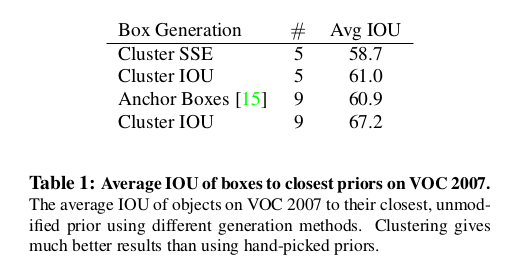 Box Generation # Avg IOU
Cluster SSE 5 58.7
Cluster IOU 5 61.0
Anchor Boxes [15] 9 60.9
Cluster IOU 9 67.2
Table 1: Average IOU of boxes to closest priors on VOC 2007.
The average IOU of objects on VOC 2007 to their closest, unmod-
ified prior using different generation methods. Clustering gives
much better results than using hand-picked priors.